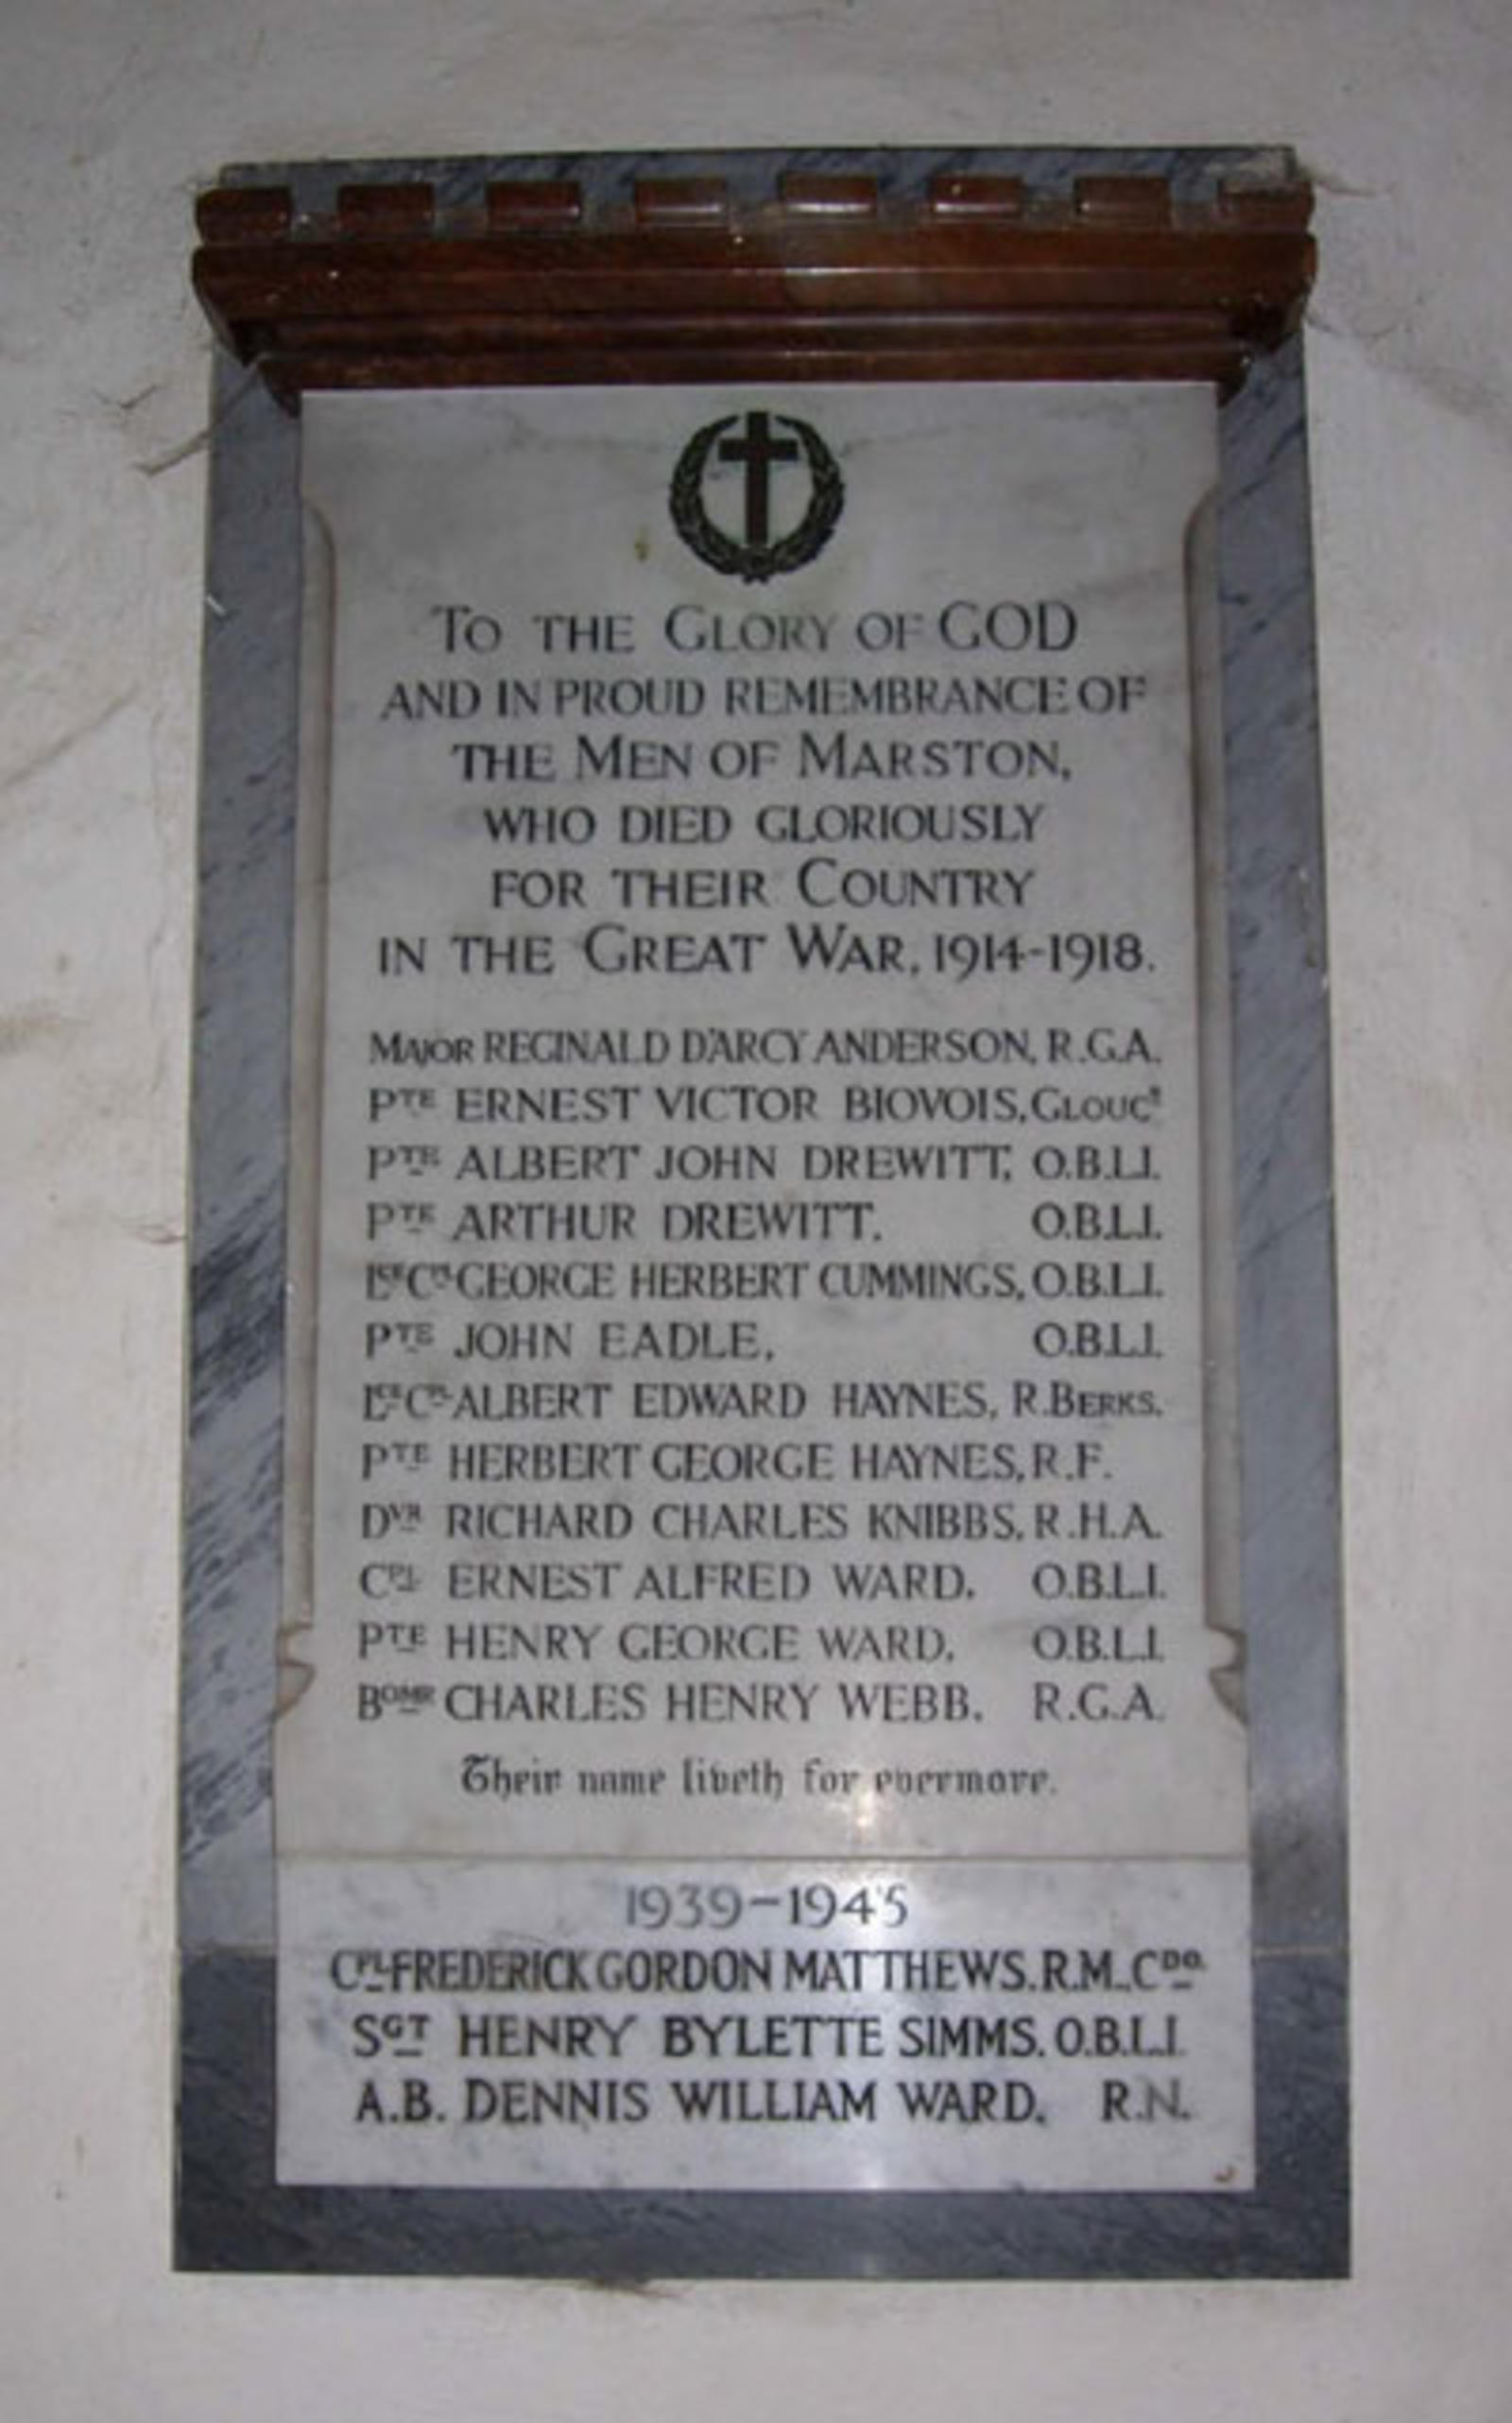 To the Glory of GOD
and in proud remembrance of
the Men of Marston,
who died gloriously
for their Country
in the Great War, 1914-1918.
Major REGINALD D'ARCY ANDERSON, R.G.A.
Pte ERNEST VICTOR BIOVOIS, Glouc.
Pte ALBERT JOHN DREWITT, O.B.L.I.
Pte ARTHUR DREWITT. O.B.L.I.
Lce Cpl GEORGE HERBERT CUMMINGS, O.B.L.I.
Pte JOHN EADLE, O.B.L.I.
Lce Cpl ALBERT EDWARD HAYNES, R.Berks.
Pte HERBERT GEORGE HAYNES, R.F.
Dvr RICHARD CHARLES KNIBBS, R.H.A.
Cpl ERNEST ALFRED WARD. O.B.L.I.
Pte HENRY GEORGE WARD. O.B.L.I.
Bomr CHARLES HENRY WEBB. R.G.A.
Their name liveth for evermore.
1939-1945
Cpl FREDERICK GORDON MATTHEWS. R.M. Cdo.
Sgt HENRY BYLETTE SIMMS. O.B.L.I.
A.B. DENNIS WILLIAM WARD. R.N.